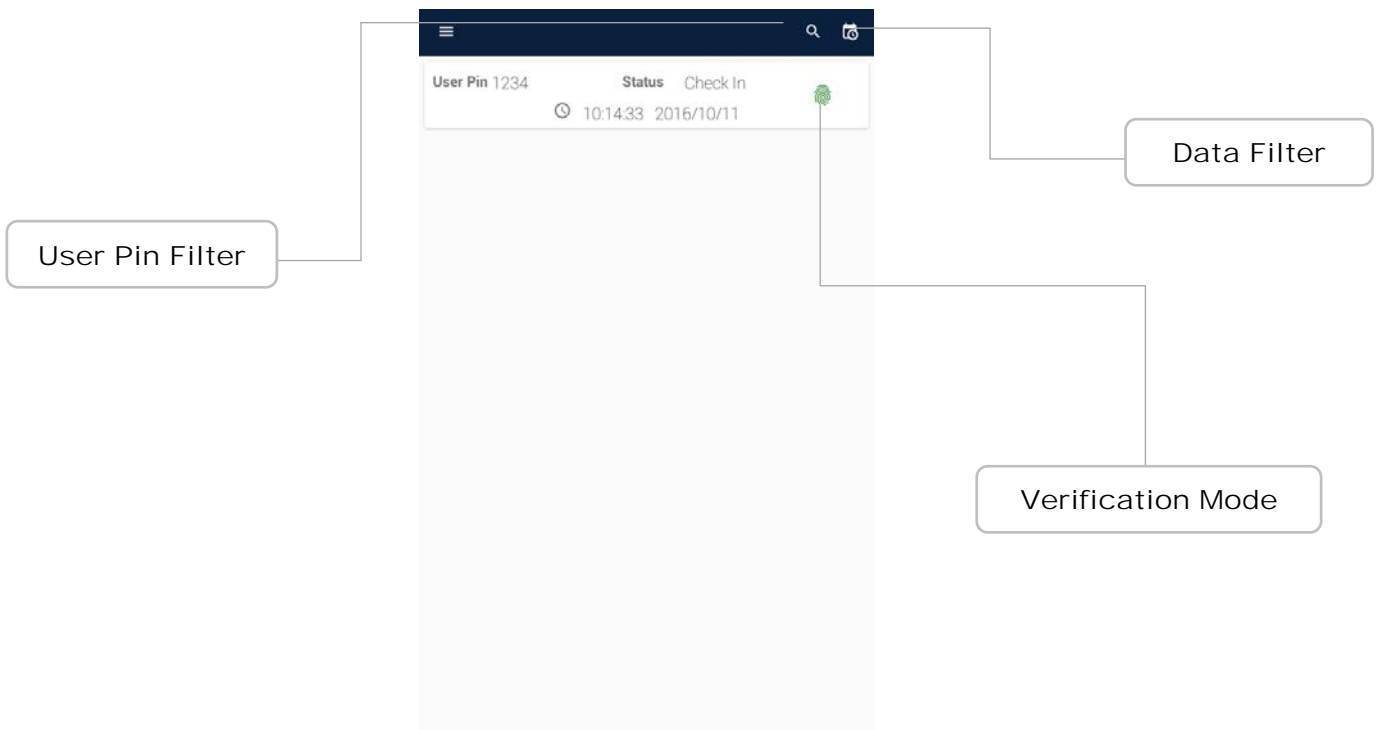 User Pin 1234 Status Check In
10:14:33 2016/10/11
Data Filter
User Pin Filter
Verification Mode